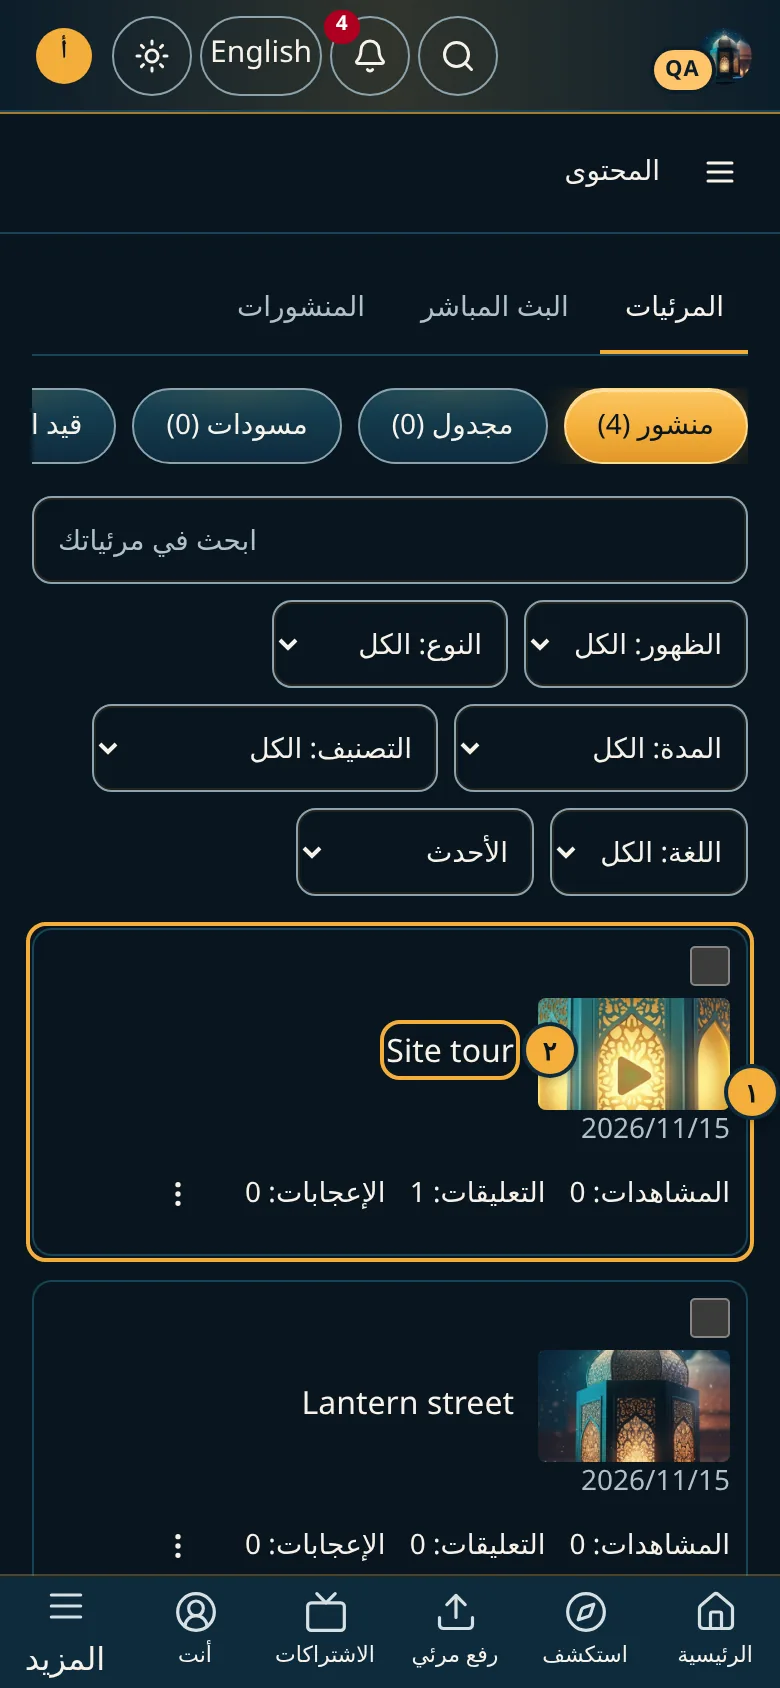 أ
English
4
QA
المحتوى
المرئيات
البث المباشر
المنشورات
منشور (4)
مجدول (0)
مسودات (0)
قيد ا
ابحث في مرئياتك
الظهور: الكل
النوع: الكل
المدة: الكل
التصنيف: الكل
اللغة: الكل
الأحدث
Site tour
٢
١
2026/11/15
المشاهدات: 0 التعليقات: 1 الإعجابات: 0
Lantern street
2026/11/15
المشاهدات: 0 التعليقات: 0 الإعجابات: 0
الرئيسية
استكشف
رفع مرئي
الاشتراكات
أنت
المزيد